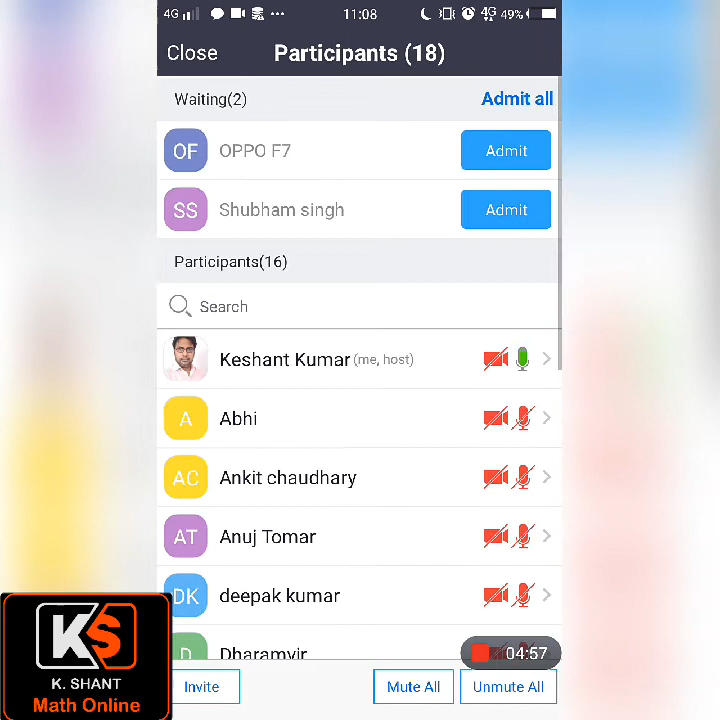 4G 11:08 4G 49%
Close Participants (18)
Waiting(2) Admit all
OF OPPO F7 Admit
SS Shubham singh Admit
Participants(16)
Search
Keshant Kumar (me, host)
A Abhi
AC Ankit chaudhary
AT Anuj Tomar
DK deepak kumar
D Dharamvir
04:57
Invite Mute All Unmute All
KS
K. SHANT
Math Online